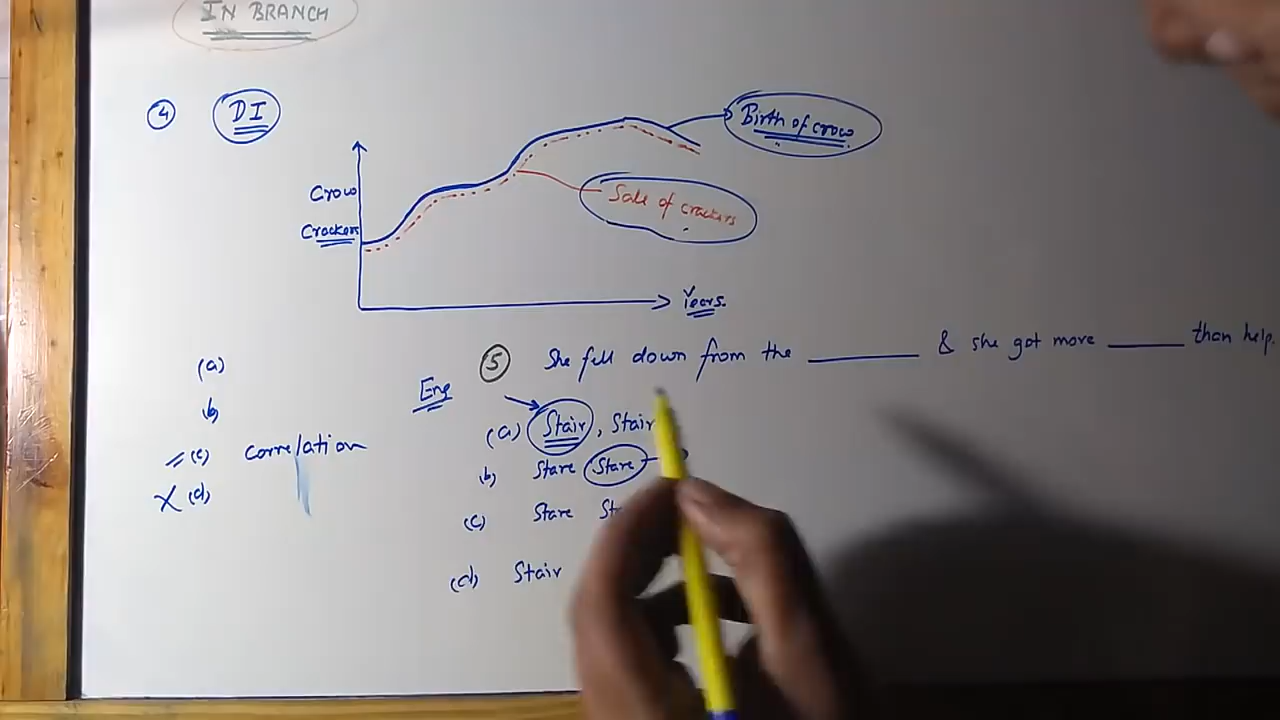 IN BRANCH
4 DI
Birth of crow
Crow
Crackers
Sale of crackers
Years.
5 She fell down from the ________ & she got more ______ than help.
Eng
(a)
(b)
(c) correlation
(d)
(a) Stair, Stair
(b) Stare Stare
(c) Stare
(d) Stair